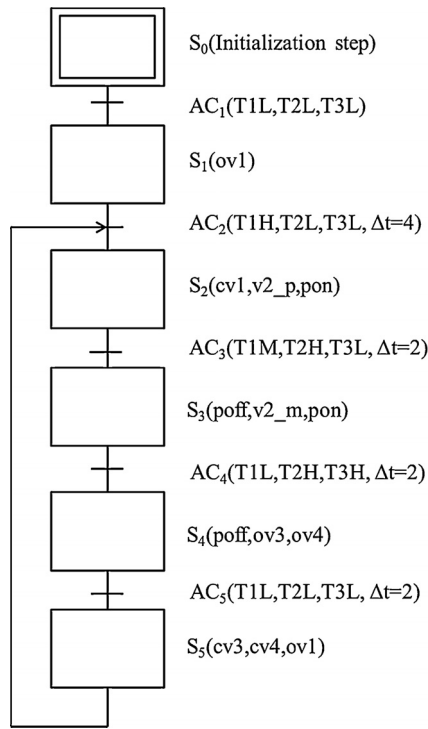 S₀(Initialization step)
AC₁(T1L,T2L,T3L)
S₁(ov1)
AC₂(T1H,T2L,T3L, Δt=4)
S₂(cv1,v2_p,pon)
AC₃(T1M,T2H,T3L, Δt=2)
S₃(poff,v2_m,pon)
AC₄(T1L,T2H,T3H, Δt=2)
S₄(poff,ov3,ov4)
AC₅(T1L,T2L,T3L, Δt=2)
S₅(cv3,cv4,ov1)